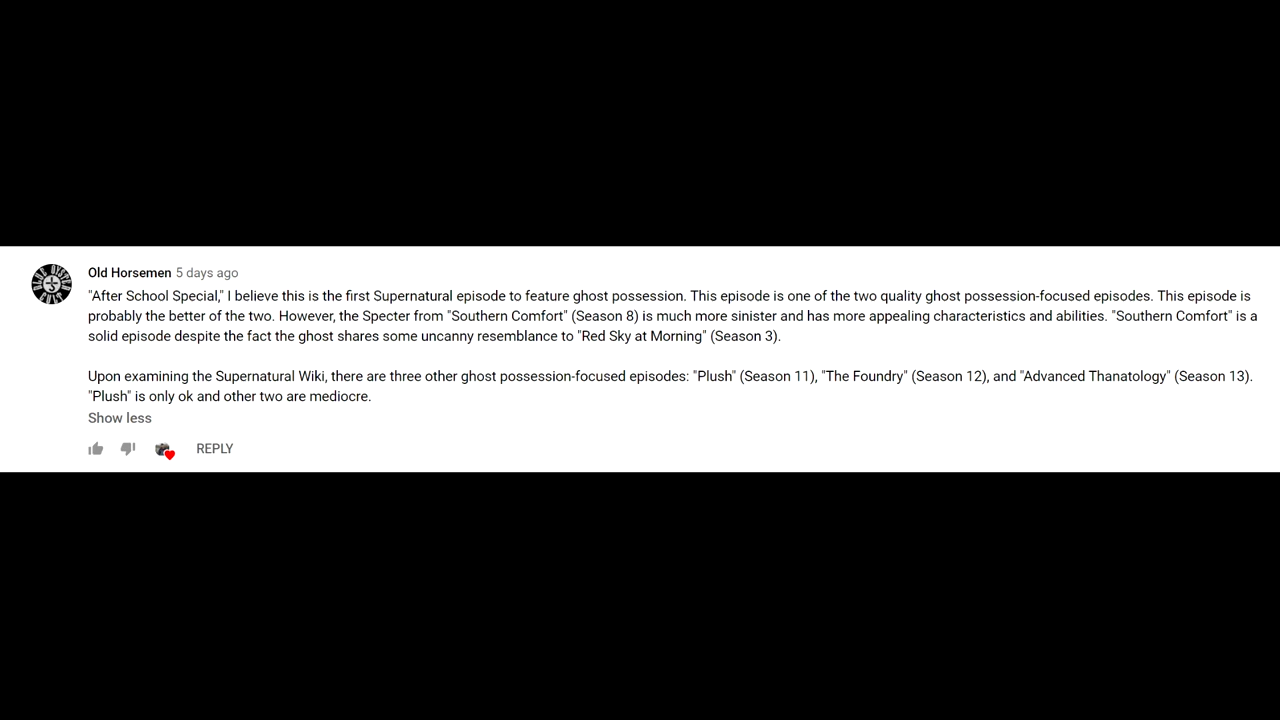 BLUE ÖYSTER CULT
Old Horsemen 5 days ago
"After School Special," I believe this is the first Supernatural episode to feature ghost possession. This episode is one of the two quality ghost possession-focused episodes. This episode is
probably the better of the two. However, the Specter from "Southern Comfort" (Season 8) is much more sinister and has more appealing characteristics and abilities. "Southern Comfort" is a
solid episode despite the fact the ghost shares some uncanny resemblance to "Red Sky at Morning" (Season 3).
Upon examining the Supernatural Wiki, there are three other ghost possession-focused episodes: "Plush" (Season 11), "The Foundry" (Season 12), and "Advanced Thanatology" (Season 13).
"Plush" is only ok and other two are mediocre.
Show less
REPLY